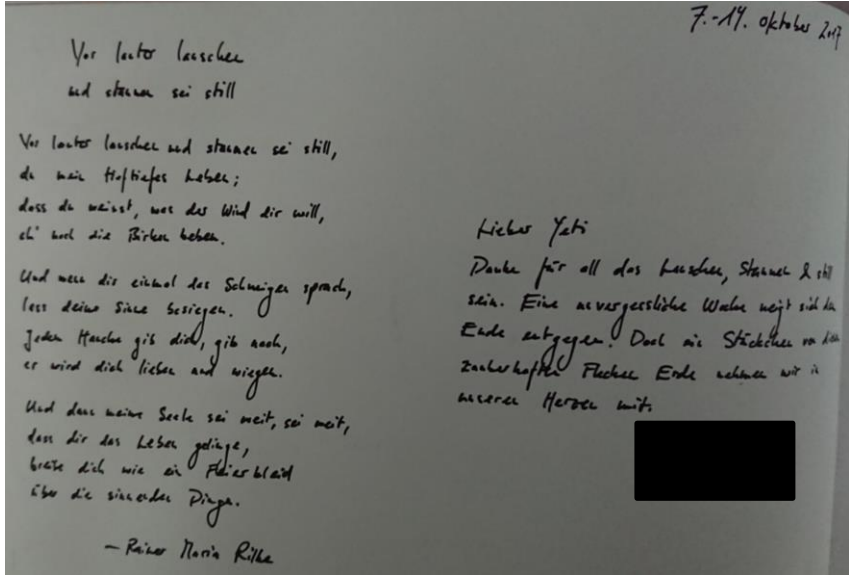 7.-14. Oktober 2017
Vor lauter lauschen
und staunen sei still
Vor lauter lauschen und staunen sei still,
du mein tieftiefes Leben;
dass du weisst, was der Wind dir will,
eh' noch die Birken beben.
Und wenn dir einmal das Schweigen sprach,
lass deine Sinne besiegen.
Jedem Hauche gib dich, gib nach,
er wird dich lieben und wiegen.
Und dann meine Seele sei weit, sei weit,
dass dir das Leben gelinge,
breite dich wie ein Feierkleid
über die sinnenden Dinge.
– Rainer Maria Rilke
Lieber Yeti
Danke für all das Lauschen, Staunen & still
sein. Eine unvergessliche Woche neigt sich dem
Ende entgegen. Doch ein Stückchen von diesem
zauberhaften Flecken Erde nehmen wir in
unseren Herzen mit.